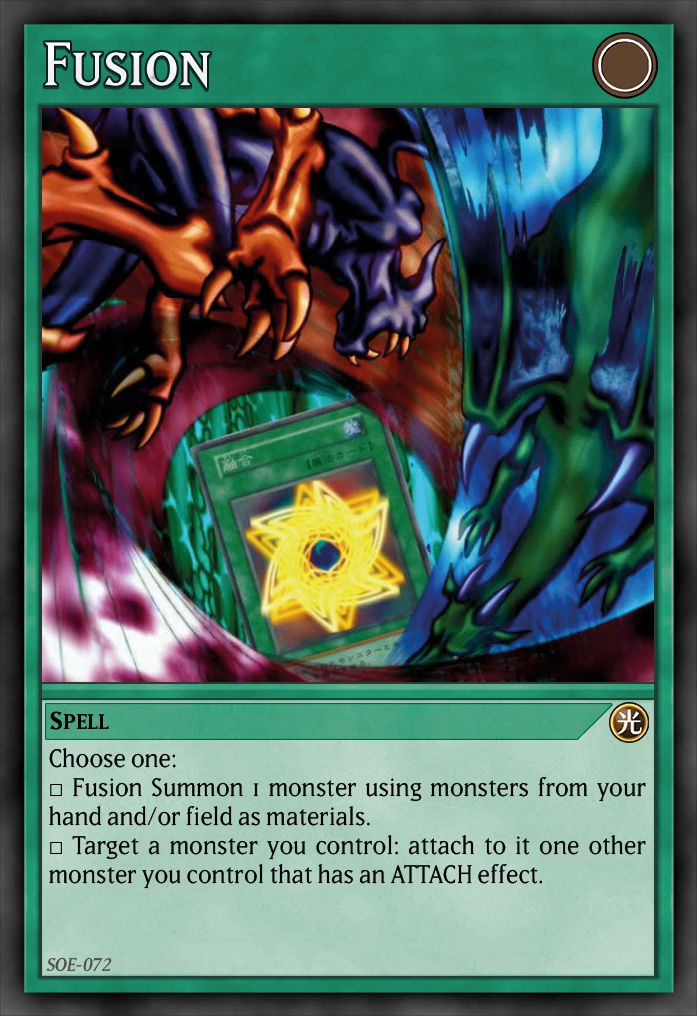 FUSION
融合
SPELL
光
Choose one:
□ Fusion Summon 1 monster using monsters from your
hand and/or field as materials.
□ Target a monster you control: attach to it one other
monster you control that has an ATTACH effect.
SOE-072